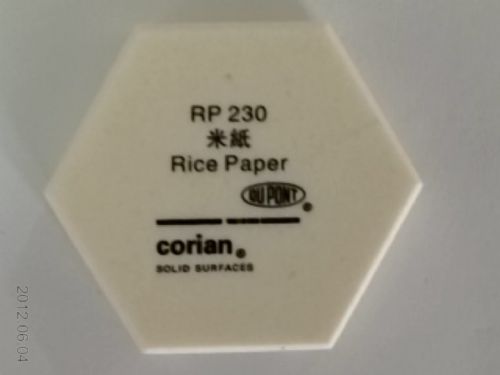 RP 230
米紙
Rice Paper
DU PONT®
corian®
SOLID SURFACES
2012 06 04